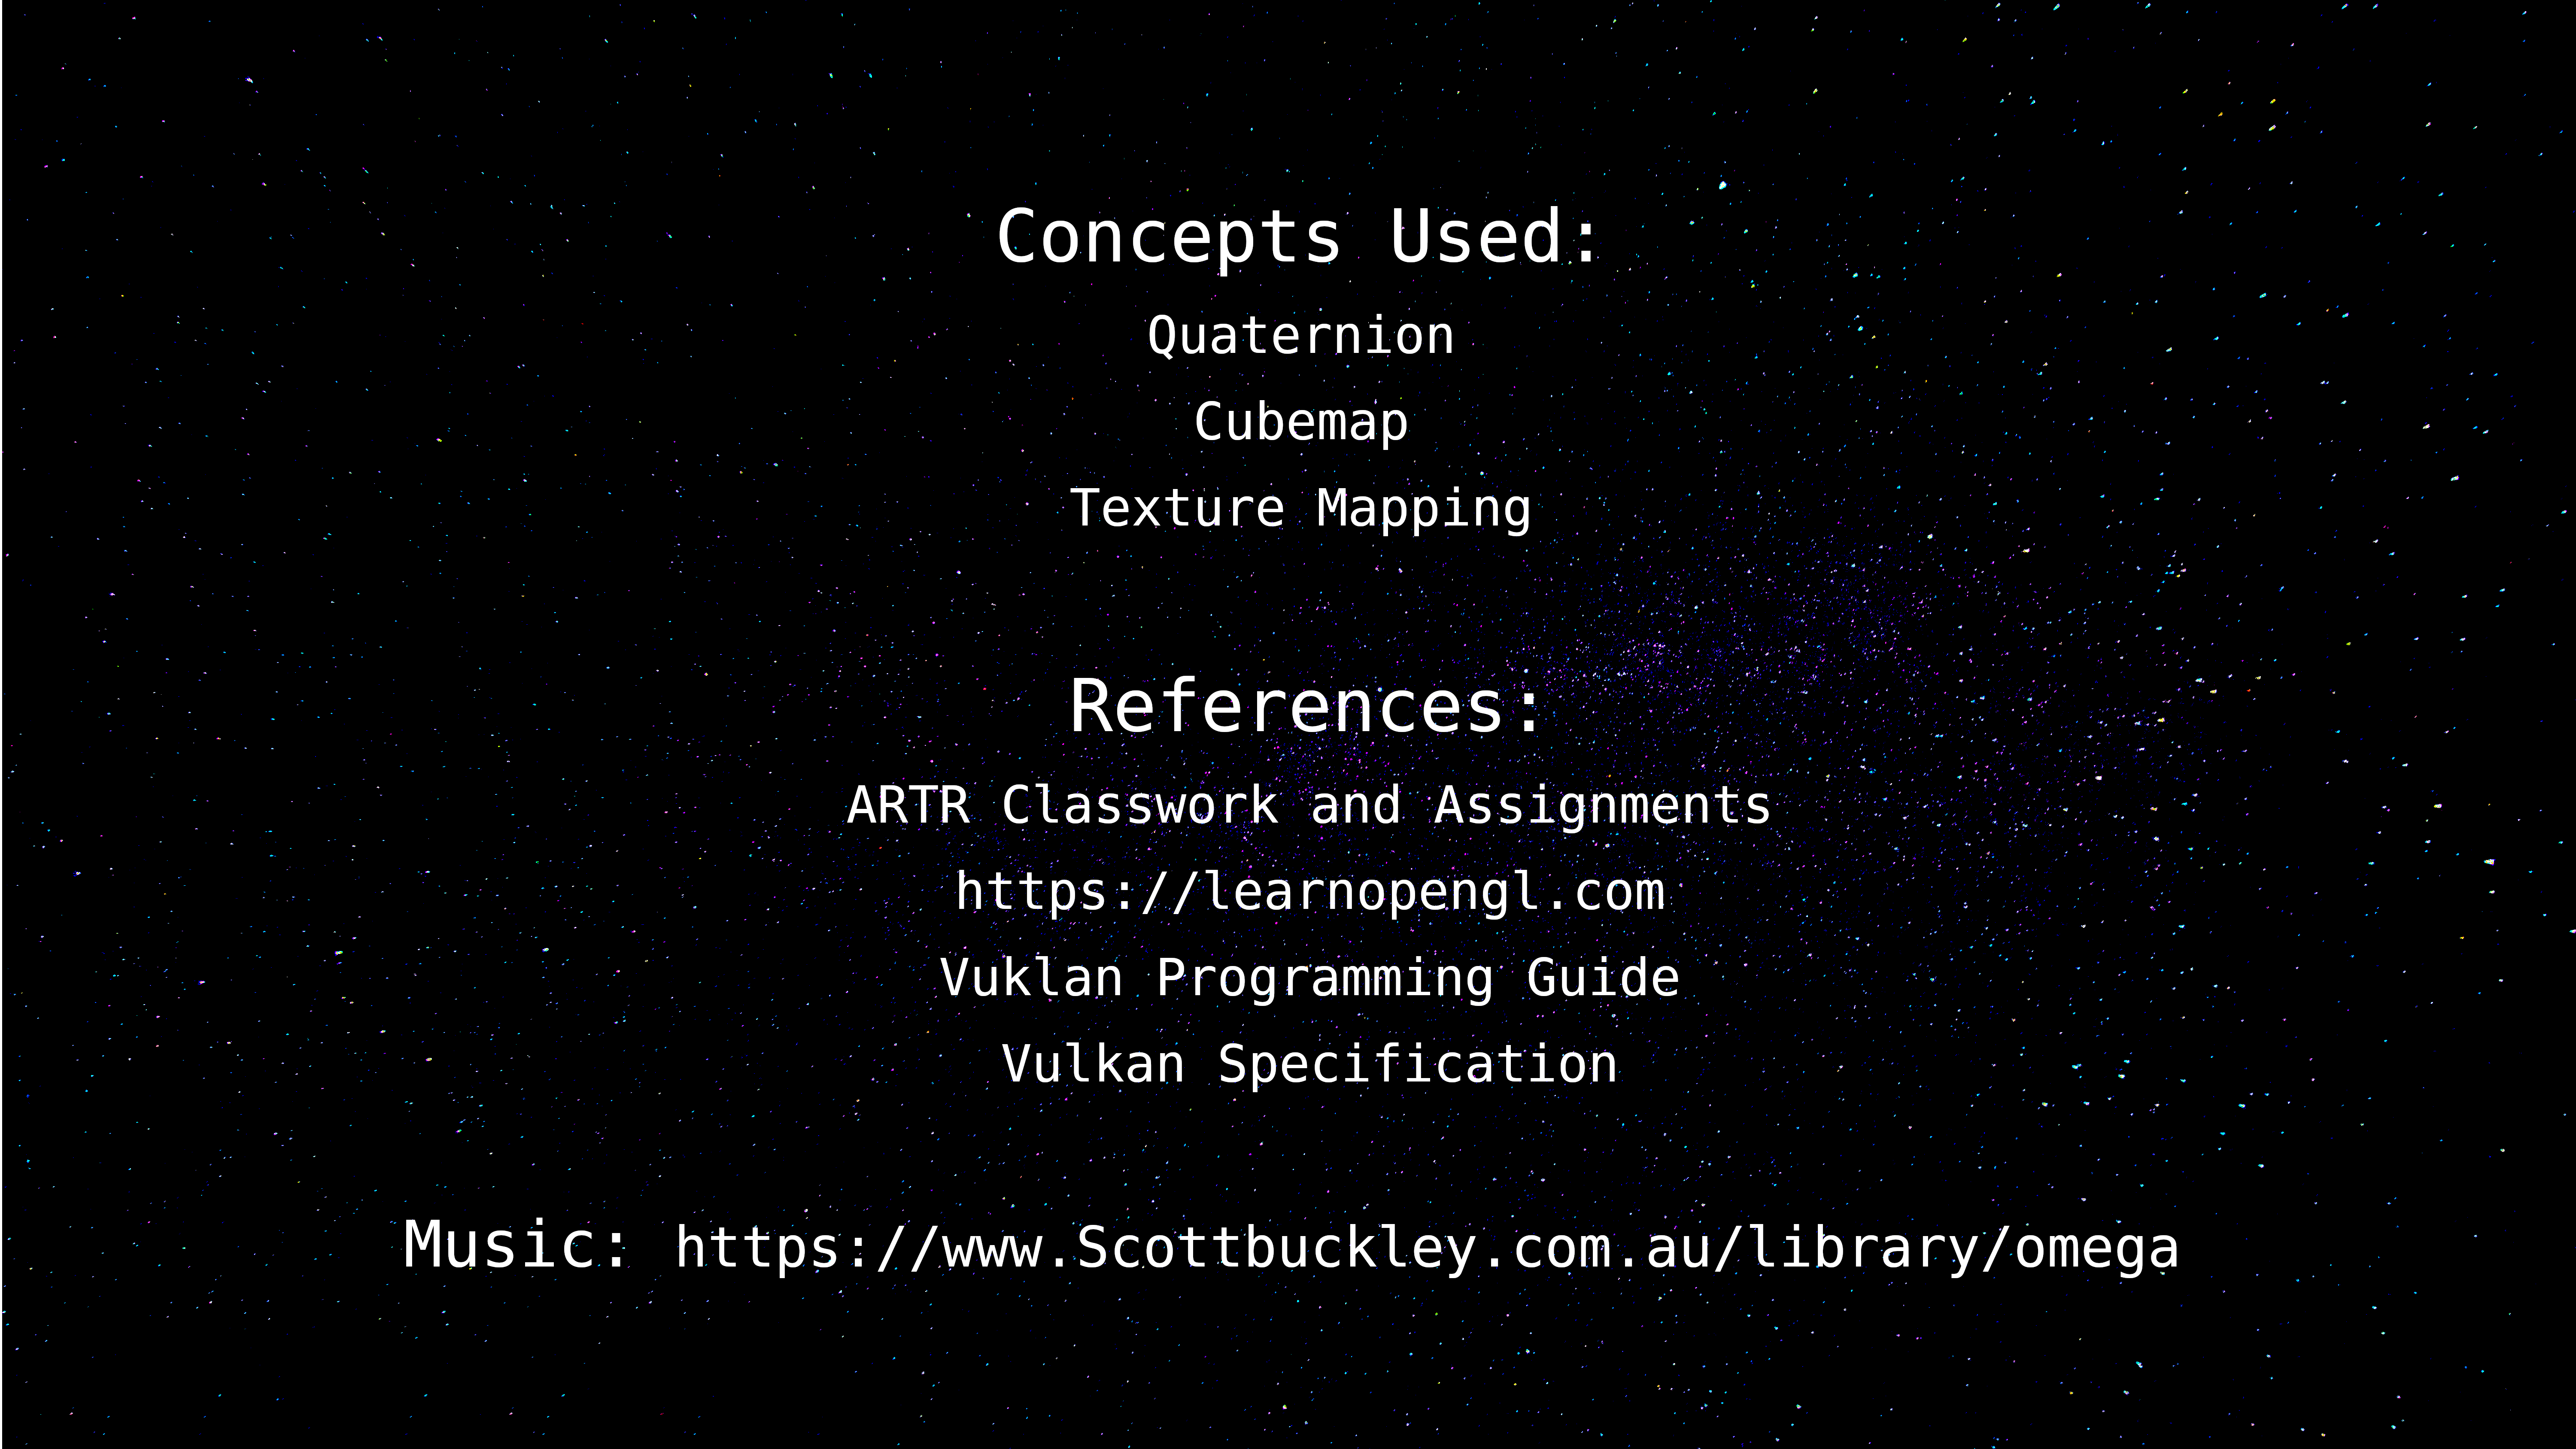 Concepts Used:
Quaternion
Cubemap
Texture Mapping
References:
ARTR Classwork and Assignments
https://learnopengl.com
Vuklan Programming Guide
Vulkan Specification
Music: https://www.Scottbuckley.com.au/library/omega